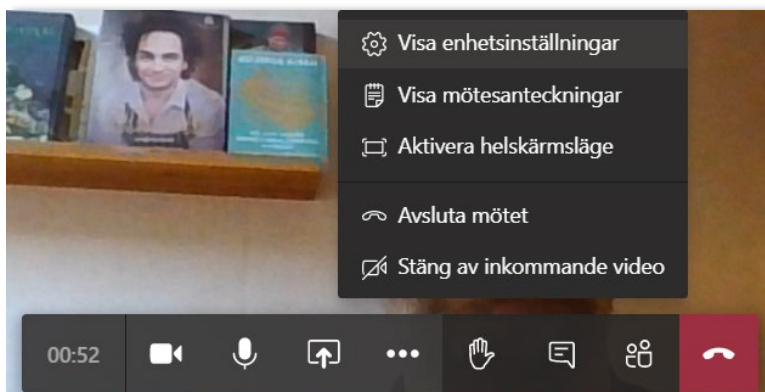 Visa enhetsinställningar
Visa mötesanteckningar
Aktivera helskärmsläge
Avsluta mötet
Stäng av inkommande video
00:52